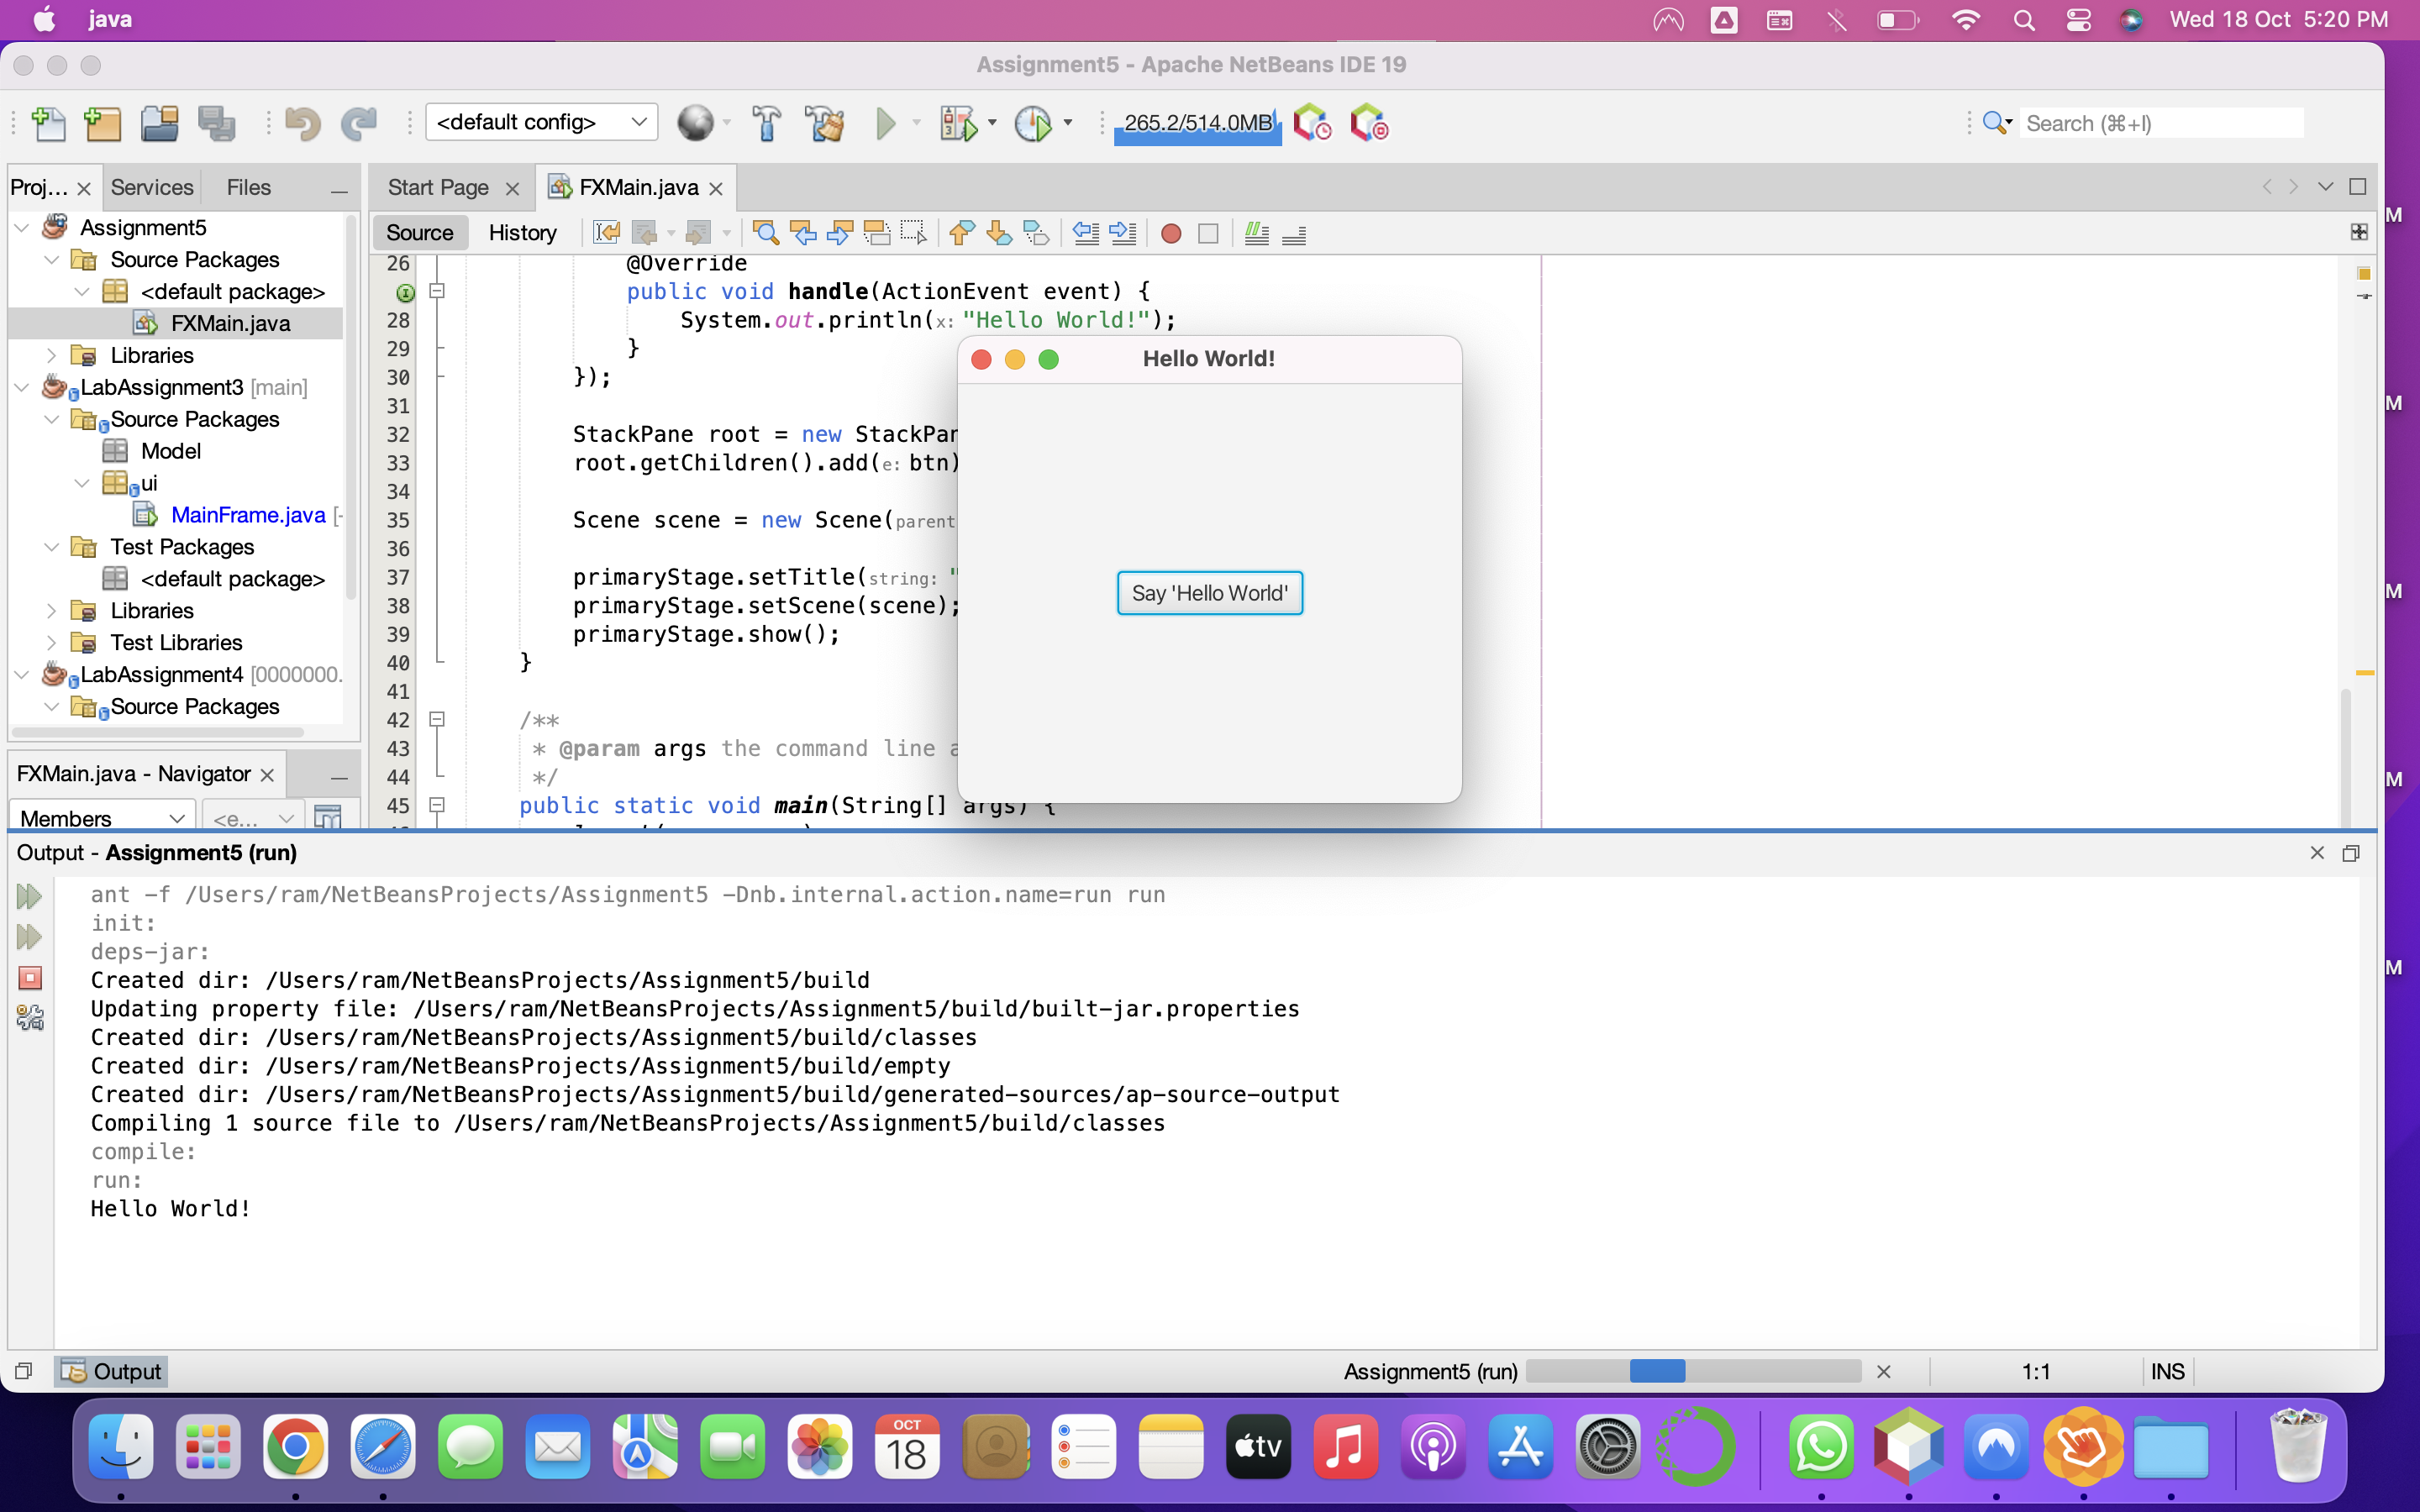 java
Wed 18 Oct 5:20 PM
Assignment5 - Apache NetBeans IDE 19
<default config>
265.2/514.0MB
Search (⌘+I)
Proj...
Services
Files
Start Page
FXMain.java
Source
History
Assignment5
Source Packages
<default package>
FXMain.java
Libraries
LabAssignment3 [main]
Source Packages
Model
ui
MainFrame.java [-
Test Packages
<default package>
Libraries
Test Libraries
LabAssignment4 [0000000.
Source Packages
FXMain.java - Navigator
Members
<e...
26 @Override
public void handle(ActionEvent event) {
28 System.out.println(x: "Hello World!");
29 }
30 });
31
32 StackPane root = new StackPan
33 root.getChildren().add(e: btn)
34
35 Scene scene = new Scene(parent
36
37 primaryStage.setTitle(string: "
38 primaryStage.setScene(scene);
39 primaryStage.show();
40 }
41
42 /**
43 * @param args the command line a
44 */
45 public static void main(String[] args) {
Hello World!
Say 'Hello World'
M
M
M
M
M
Output - Assignment5 (run)
ant -f /Users/ram/NetBeansProjects/Assignment5 -Dnb.internal.action.name=run run
init:
deps-jar:
Created dir: /Users/ram/NetBeansProjects/Assignment5/build
Updating property file: /Users/ram/NetBeansProjects/Assignment5/build/built-jar.properties
Created dir: /Users/ram/NetBeansProjects/Assignment5/build/classes
Created dir: /Users/ram/NetBeansProjects/Assignment5/build/empty
Created dir: /Users/ram/NetBeansProjects/Assignment5/build/generated-sources/ap-source-output
Compiling 1 source file to /Users/ram/NetBeansProjects/Assignment5/build/classes
compile:
run:
Hello World!
Output
Assignment5 (run)
1:1
INS
OCT
18
tv